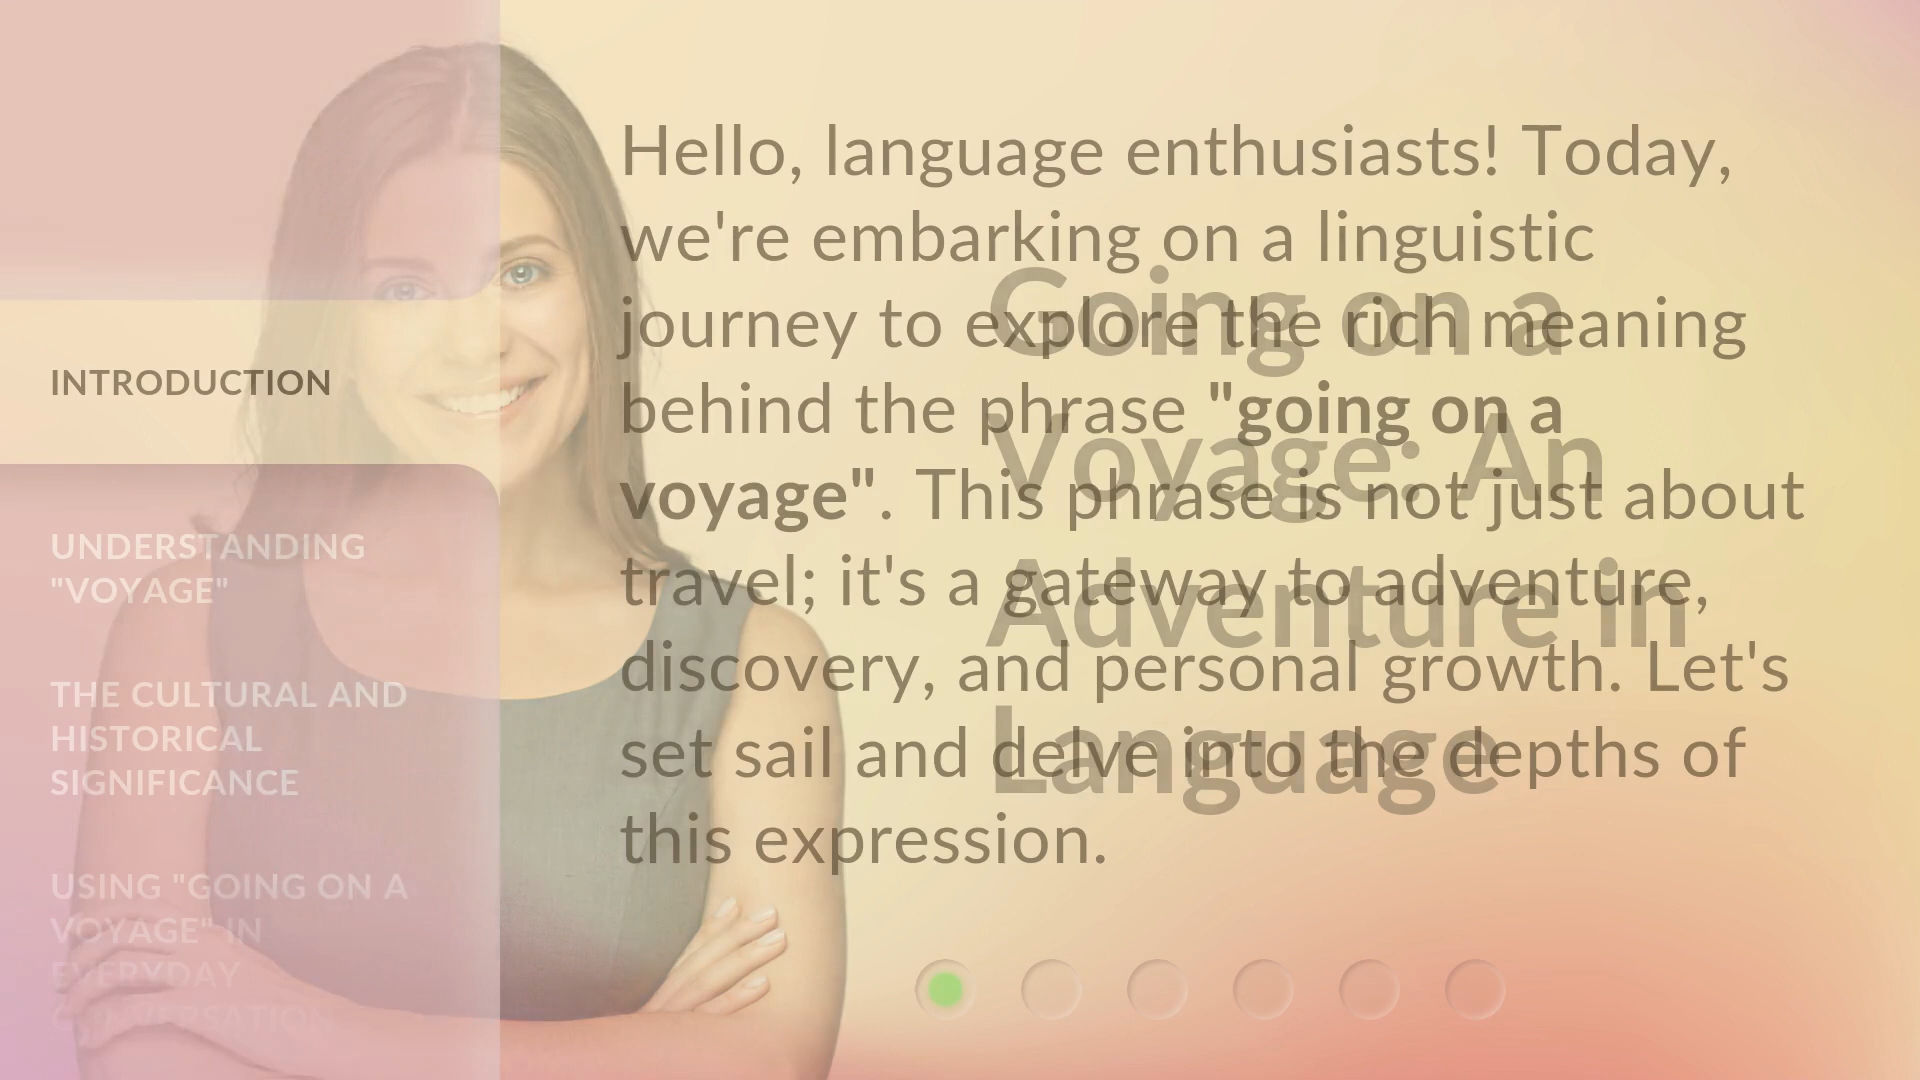 INTRODUCTION
UNDERSTANDING
"VOYAGE"
THE CULTURAL AND
HISTORICAL
SIGNIFICANCE
USING "GOING ON A
VOYAGE" IN
EVERYDAY
CONVERSATION
Hello, language enthusiasts! Today,
we're embarking on a linguistic
journey to explore the rich meaning
behind the phrase "going on a
voyage". This phrase is not just about
travel; it's a gateway to adventure,
discovery, and personal growth. Let's
set sail and delve into the depths of
this expression.
Going on a
Voyage: An
Adventure in
Language